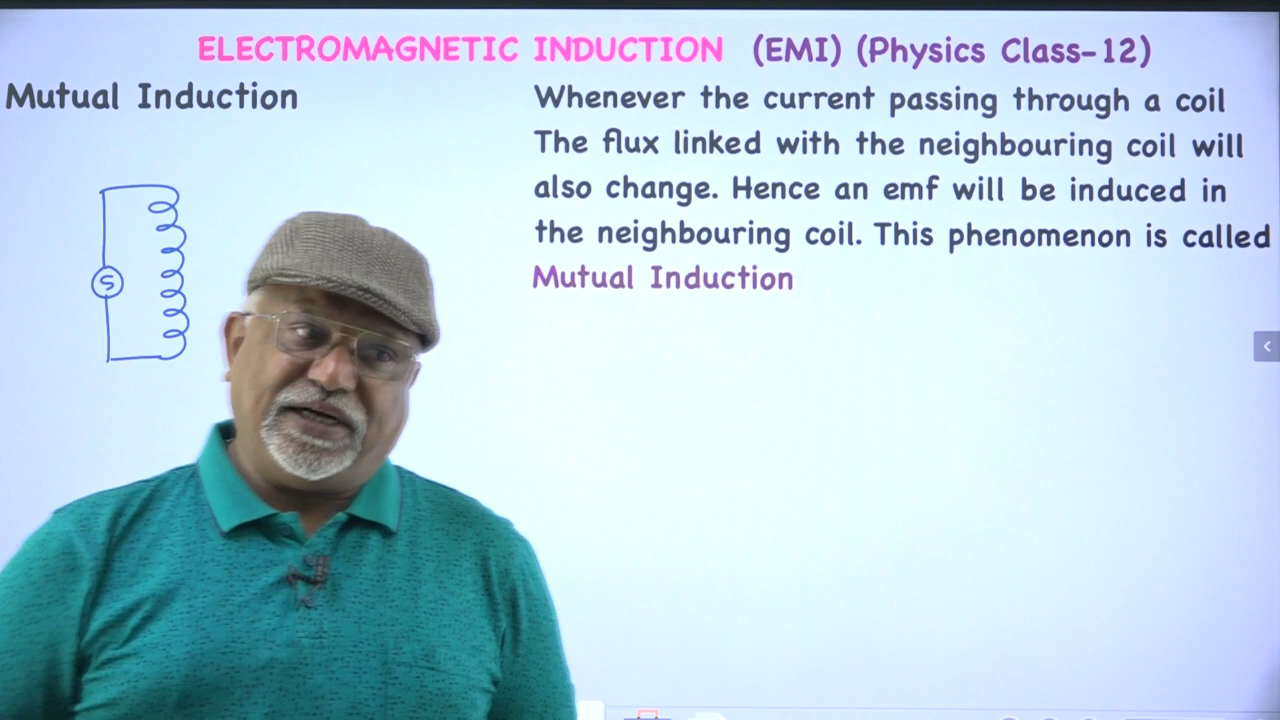 ELECTROMAGNETIC INDUCTION (EMI) (Physics Class-12)
Mutual Induction
Whenever the current passing through a coil
The flux linked with the neighbouring coil will
also change. Hence an emf will be induced in
the neighbouring coil. This phenomenon is called
Mutual Induction
S